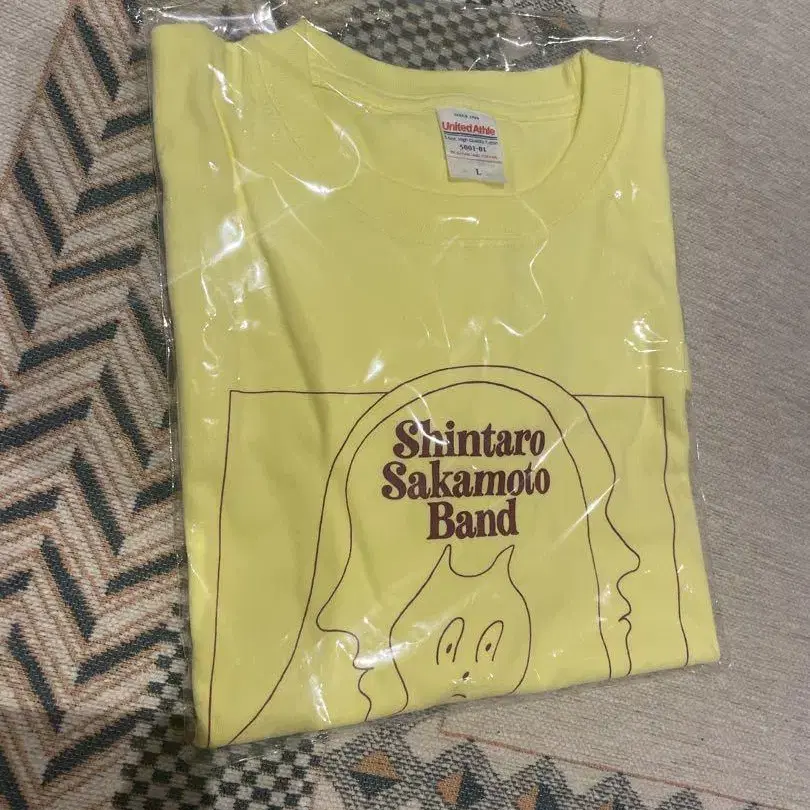 United Athle
5001-01
L
Shintaro
Sakamoto
Band